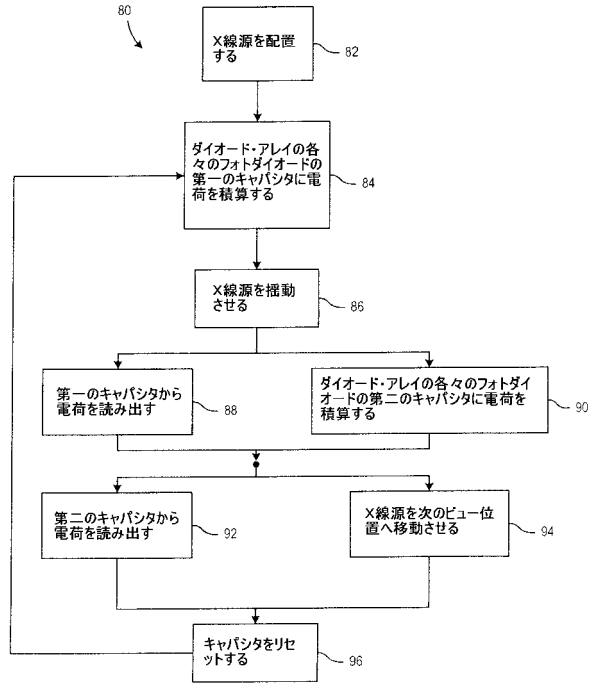 80
X線源を配置
する
82
ダイオード・アレイの各
々のフォトダイオードの
第一のキャパシタに電
荷を積算する
84
X線源を揺動
させる
86
第一のキャパシタから
電荷を読み出す
88
ダイオード・アレイの各々のフォトダイ
オードの第二のキャパシタに電荷を
積算する
90
第二のキャパシタから
電荷を読み出す
92
X線源を次のビュー位
置へ移動させる
94
キャパシタをリセ
ットする
96